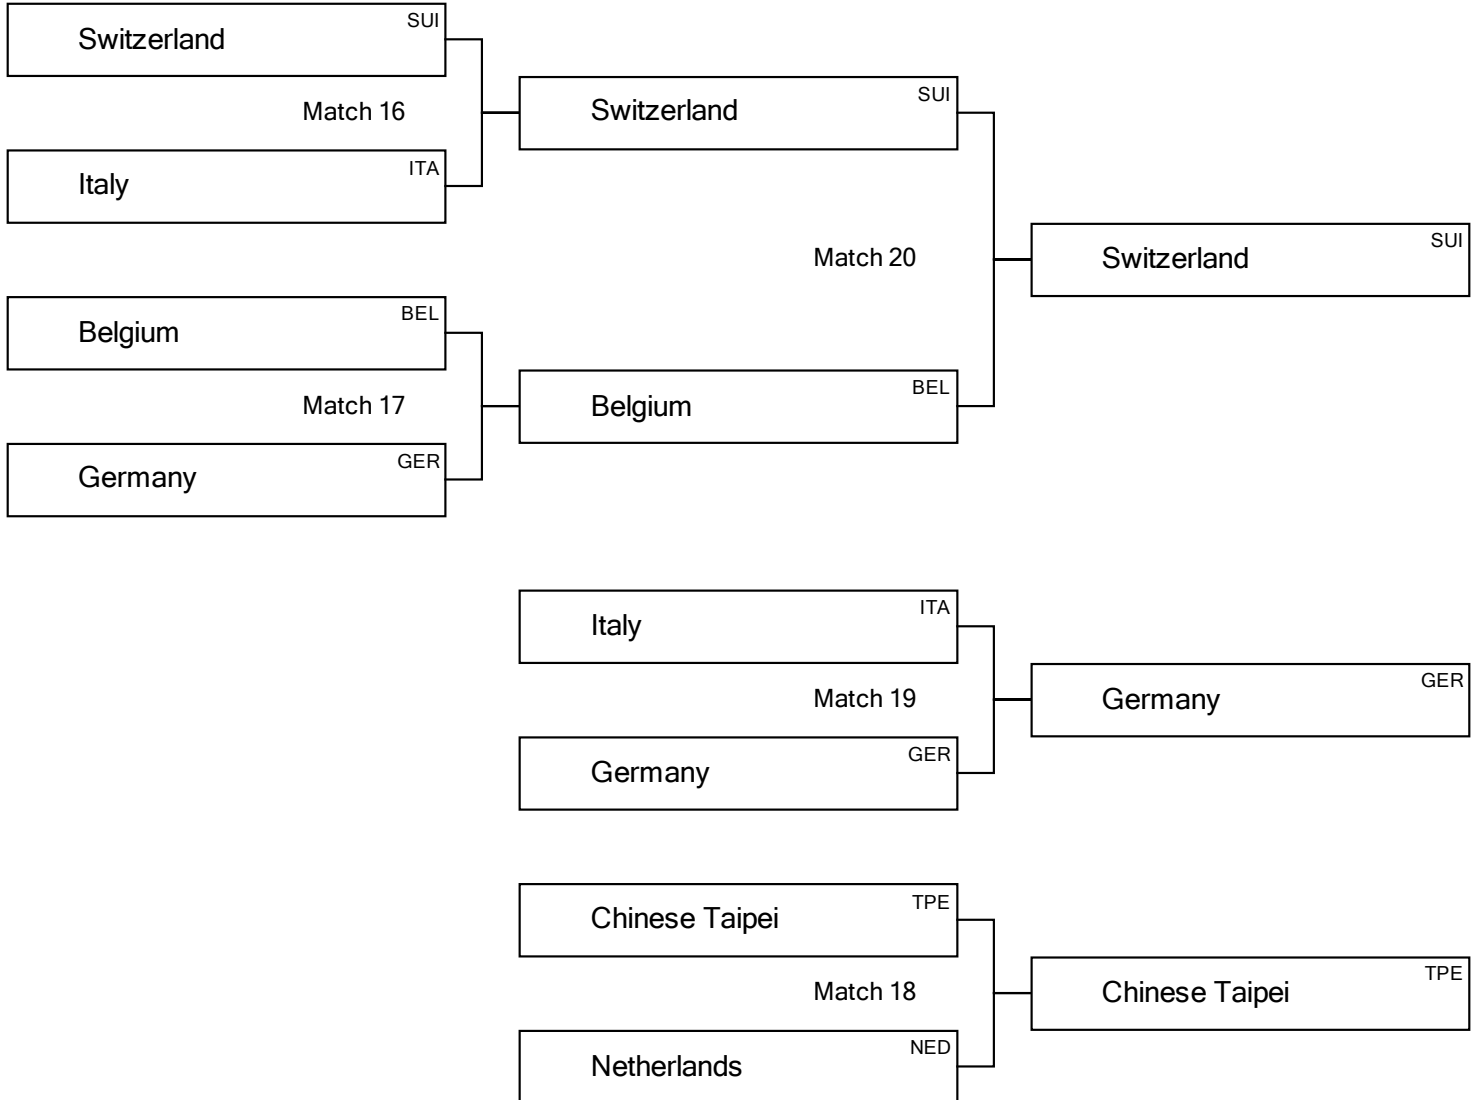 SUI
Switzerland
Match 16
ITA
Italy
SUI
Switzerland
BEL
Belgium
Match 17
GER
Germany
BEL
Belgium
Match 20
SUI
Switzerland
ITA
Italy
Match 19
GER
Germany
GER
Germany
TPE
Chinese Taipei
Match 18
NED
Netherlands
TPE
Chinese Taipei